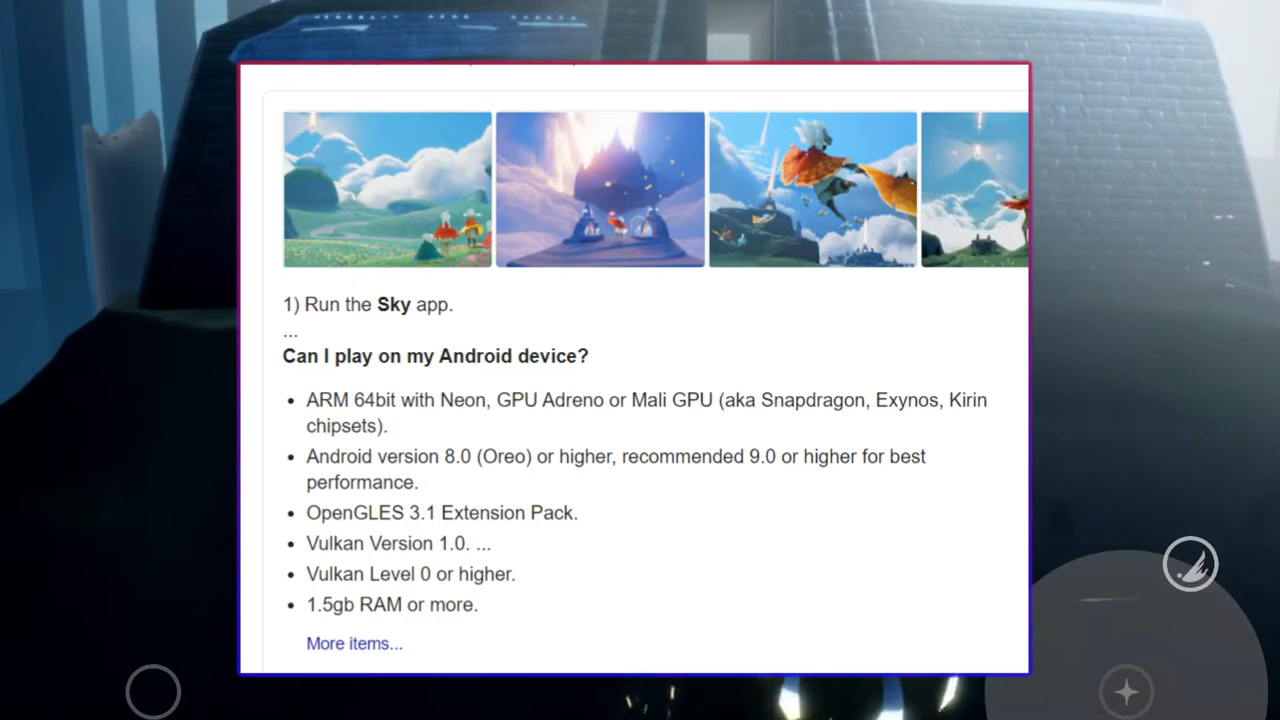 1) Run the Sky app.
...
Can I play on my Android device?
• ARM 64bit with Neon, GPU Adreno or Mali GPU (aka Snapdragon, Exynos, Kirin
chipsets).
• Android version 8.0 (Oreo) or higher, recommended 9.0 or higher for best
performance.
• OpenGLES 3.1 Extension Pack.
• Vulkan Version 1.0. ...
• Vulkan Level 0 or higher.
• 1.5gb RAM or more.
More items...